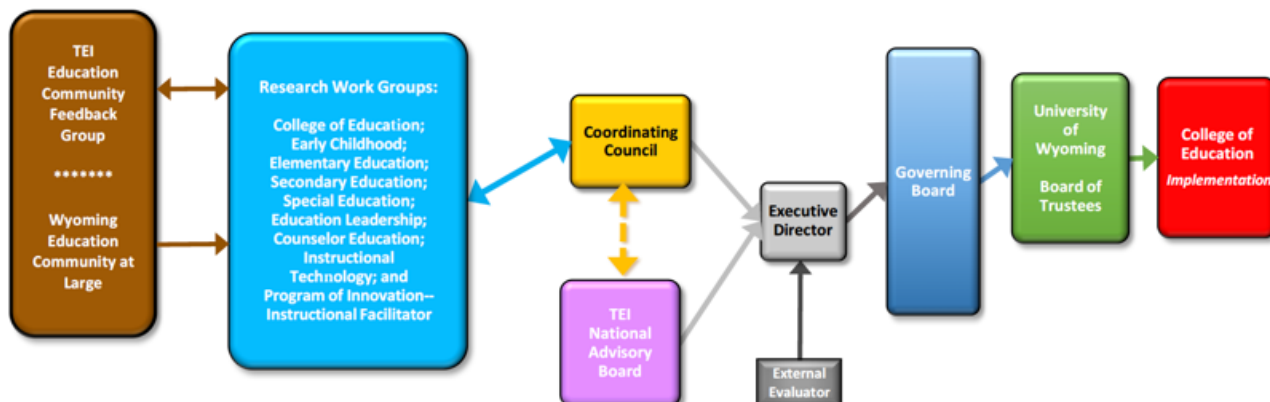 TEI
Education
Community
Feedback
Group
*******
Wyoming
Education
Community at
Large
Research Work Groups:
College of Education;
Early Childhood;
Elementary Education;
Secondary Education;
Special Education;
Education Leadership;
Counselor Education;
Instructional
Technology; and
Program of Innovation--
Instructional Facilitator
Coordinating
Council
TEI
National
Advisory
Board
Executive
Director
External
Evaluator
Governing
Board
University
of
Wyoming
Board of
Trustees
College of
Education
Implementation